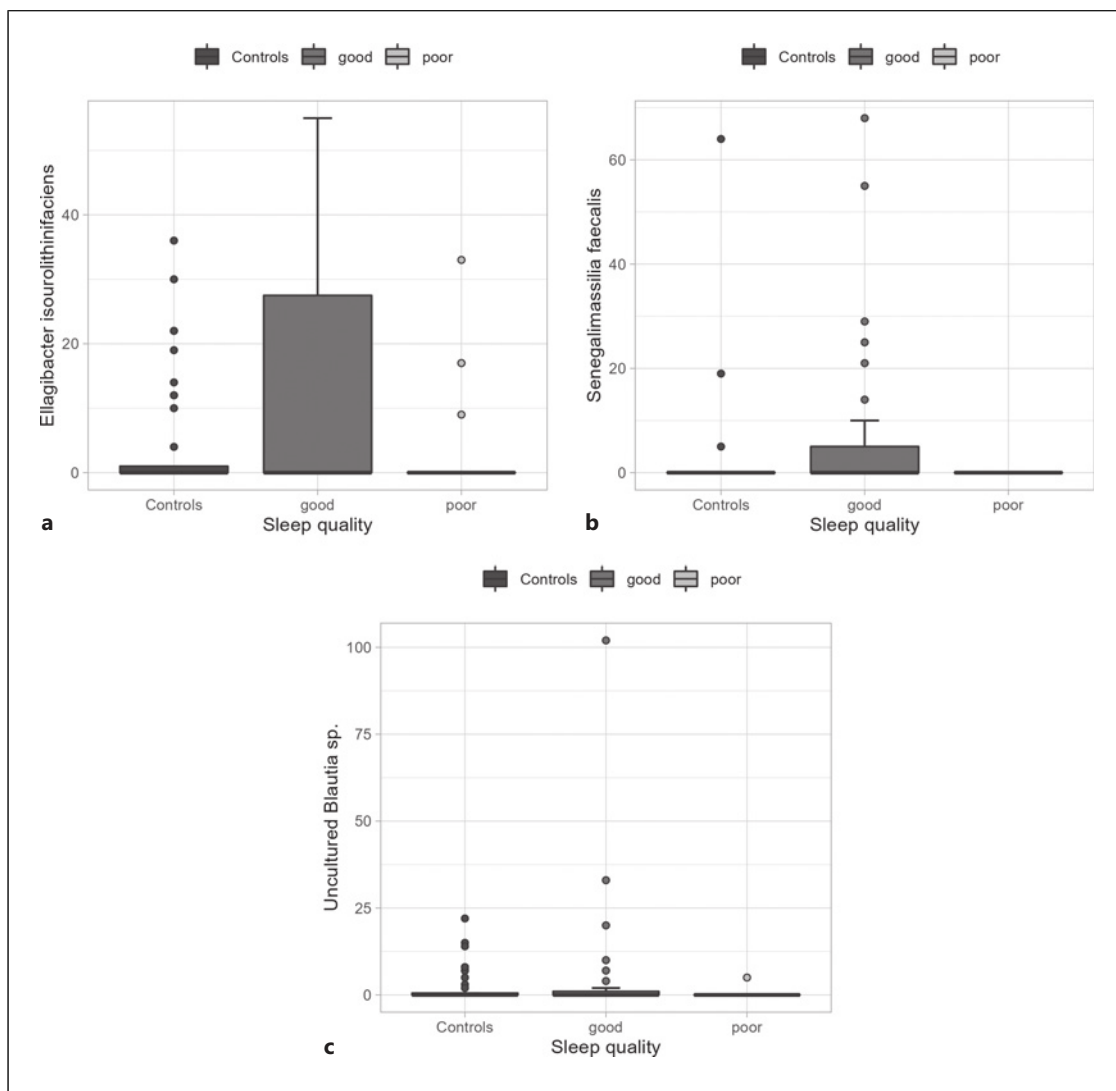 Controls good poor
Ellagibacter isourolithinifaciens
40
20
0
Controls good poor
Sleep quality
a
Controls good poor
Senegalimassilia faecalis
60
40
20
0
Controls good poor
Sleep quality
b
Controls good poor
Uncultured Blautia sp.
100
75
50
25
0
Controls good poor
Sleep quality
c